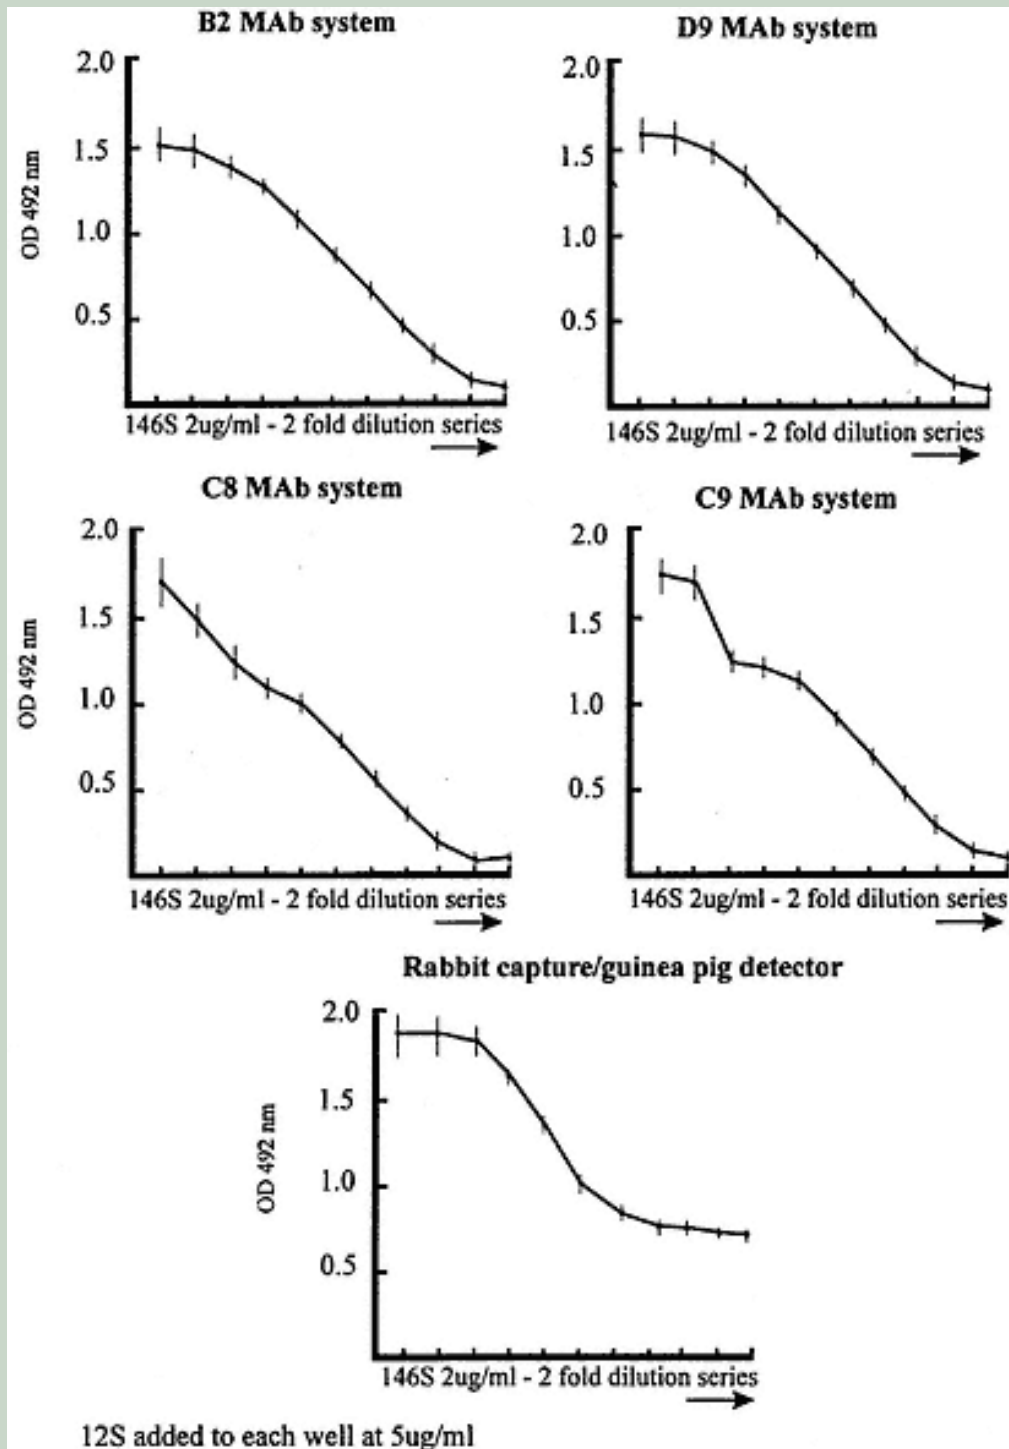 B2 MAb system
2.0
1.5
1.0
0.5
OD 492 nm
146S 2ug/ml - 2 fold dilution series
D9 MAb system
2.0
1.5
1.0
0.5
146S 2ug/ml - 2 fold dilution series
C8 MAb system
2.0
1.5
1.0
0.5
OD 492 nm
146S 2ug/ml - 2 fold dilution series
C9 MAb system
2.0
1.5
1.0
0.5
146S 2ug/ml - 2 fold dilution series
Rabbit capture/guinea pig detector
2.0
1.5
1.0
0.5
OD 492 nm
146S 2ug/ml - 2 fold dilution series
12S added to each well at 5ug/ml